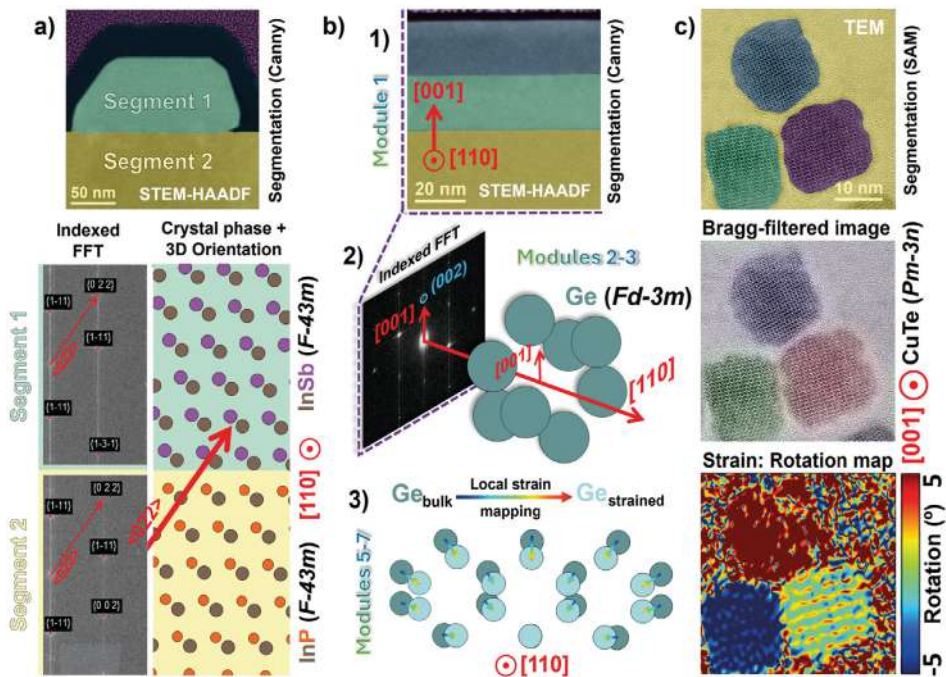 a)
Segment 1
Segment 2
50 nm
STEM-HAADF
Segmentation (Canny)
Indexed
FFT
Crystal phase +
3D Orientation
Segment 1
{1-11}
{0 2 2}
{1-11}
{1-11}
{1-3-1}
InSb (F-43m)
Segment 2
{1-11}
{0 2 2}
{1-11}
{0 0 2}
{1-11}
<022>
InP (F-43m)
[110]
b)
1)
Module 1
[001]
[110]
20 nm
STEM-HAADF
Segmentation (Canny)
2)
Indexed FFT
(002)
[001]
Modules 2-3
Ge (Fd-3m)
[001]
[110]
3)
Modules 5-7
Ge bulk
Local strain
mapping
Ge strained
[110]
c)
TEM
10 nm
Segmentation (SAM)
Bragg-filtered image
[001] CuTe (Pm-3n)
Strain: Rotation map
5
Rotation (º)
-5